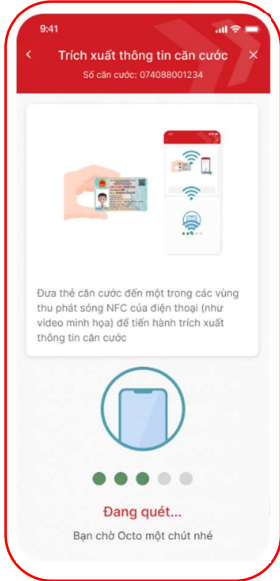 9:41
Trích xuất thông tin căn cước
Số căn cước: 074088001234
Đưa thẻ căn cước đến một trong các vùng
thu phát sóng NFC của điện thoại (như
video minh họa) để tiến hành trích xuất
thông tin căn cước
Đang quét...
Bạn chờ Octo một chút nhé